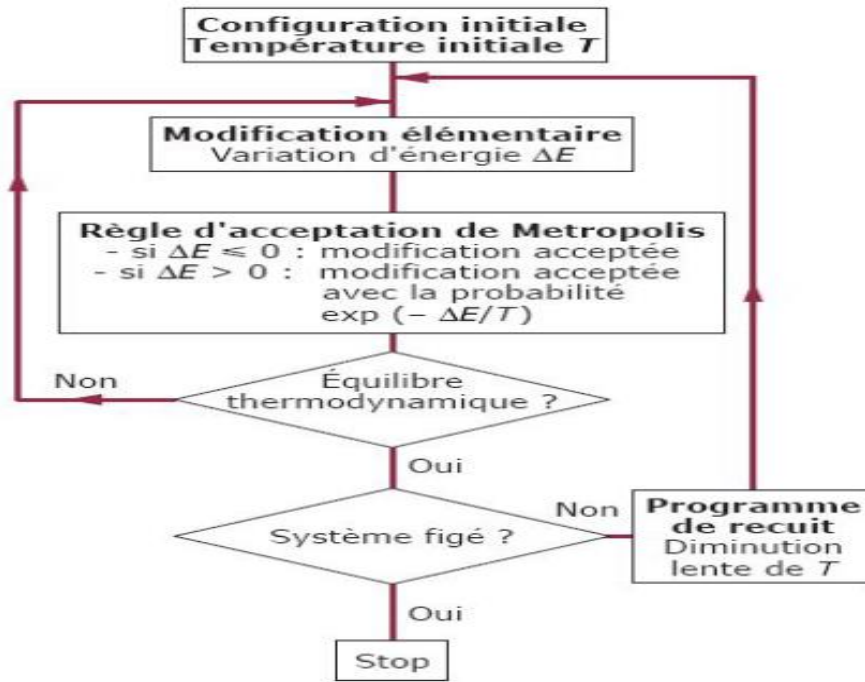 Configuration initiale
Température initiale T
Modification élémentaire
Variation d'énergie ΔE
Règle d'acceptation de Metropolis
- si ΔE ≤ 0 : modification acceptée
- si ΔE > 0 : modification acceptée
avec la probabilité
exp (− ΔE/T)
Non
Équilibre
thermodynamique ?
Oui
Système figé ?
Non
Programme
de recuit
Diminution
lente de T
Oui
Stop